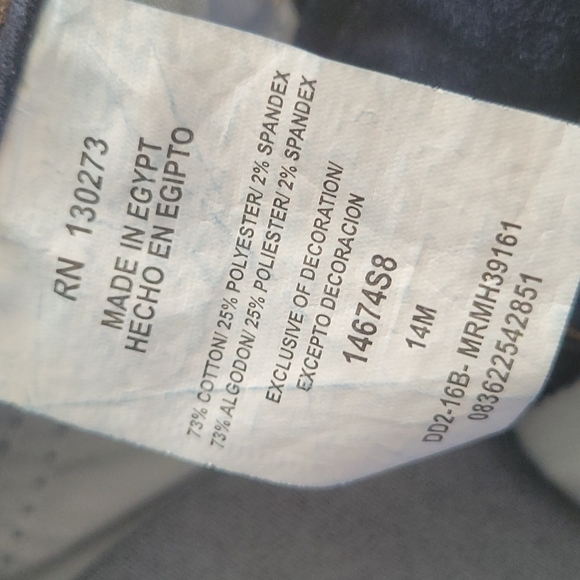 RN 130273
MADE IN EGYPT
HECHO EN EGIPTO
73% COTTON/ 25% POLYESTER/ 2% SPANDEX
73% ALGODON/ 25% POLIESTER/ 2% SPANDEX
EXCLUSIVE OF DECORATION/
EXCEPTO DECORACION
14674S8
14M
DD2-16B- MRMH39161
083622542851